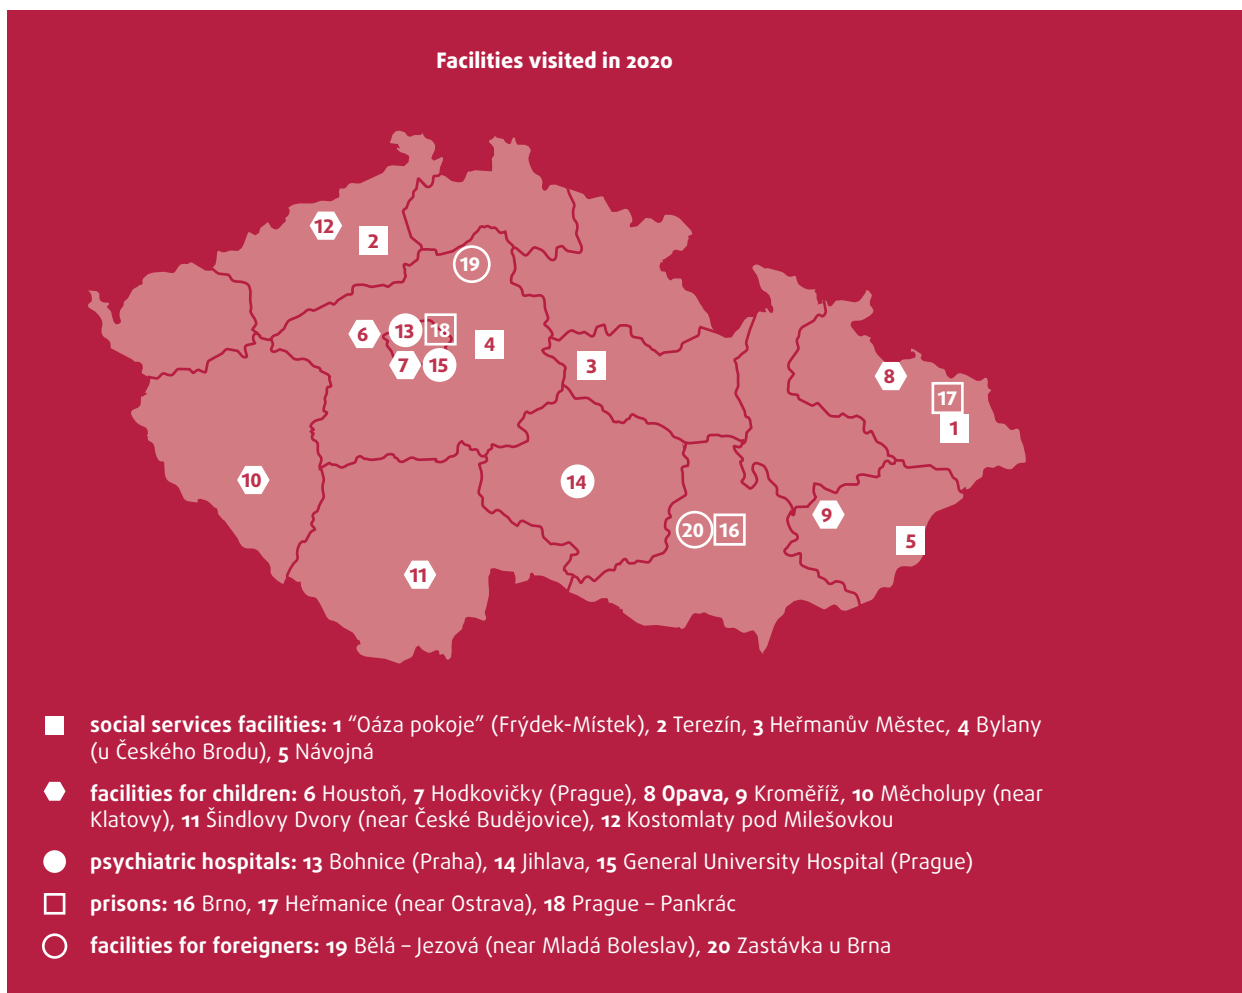 Facilities visited in 2020
12
2
19
6
13
18
4
7
15
3
8
17
1
10
14
9
20
16
5
11
social services facilities: 1 “Oáza pokoje” (Frýdek-Místek), 2 Terezín, 3 Heřmanův Městec, 4 Bylany
(u Českého Brodu), 5 Návojná
facilities for children: 6 Houstoň, 7 Hodkovičky (Prague), 8 Opava, 9 Kroměříž, 10 Měcholupy (near
Klatovy), 11 Šindlovy Dvory (near České Budějovice), 12 Kostomlaty pod Milešovkou
psychiatric hospitals: 13 Bohnice (Praha), 14 Jihlava, 15 General University Hospital (Prague)
prisons: 16 Brno, 17 Heřmanice (near Ostrava), 18 Prague – Pankrác
facilities for foreigners: 19 Bělá – Jezová (near Mladá Boleslav), 20 Zastávka u Brna